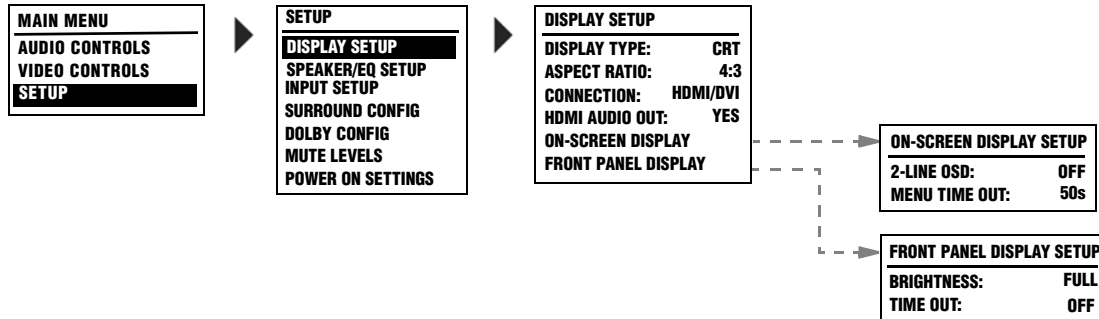 MAIN MENU
AUDIO CONTROLS
VIDEO CONTROLS
SETUP
SETUP
DISPLAY SETUP
SPEAKER/EQ SETUP
INPUT SETUP
SURROUND CONFIG
DOLBY CONFIG
MUTE LEVELS
POWER ON SETTINGS
DISPLAY SETUP
DISPLAY TYPE: CRT
ASPECT RATIO: 4:3
CONNECTION: HDMI/DVI
HDMI AUDIO OUT: YES
ON-SCREEN DISPLAY
FRONT PANEL DISPLAY
ON-SCREEN DISPLAY SETUP
2-LINE OSD: OFF
MENU TIME OUT: 50s
FRONT PANEL DISPLAY SETUP
BRIGHTNESS: FULL
TIME OUT: OFF